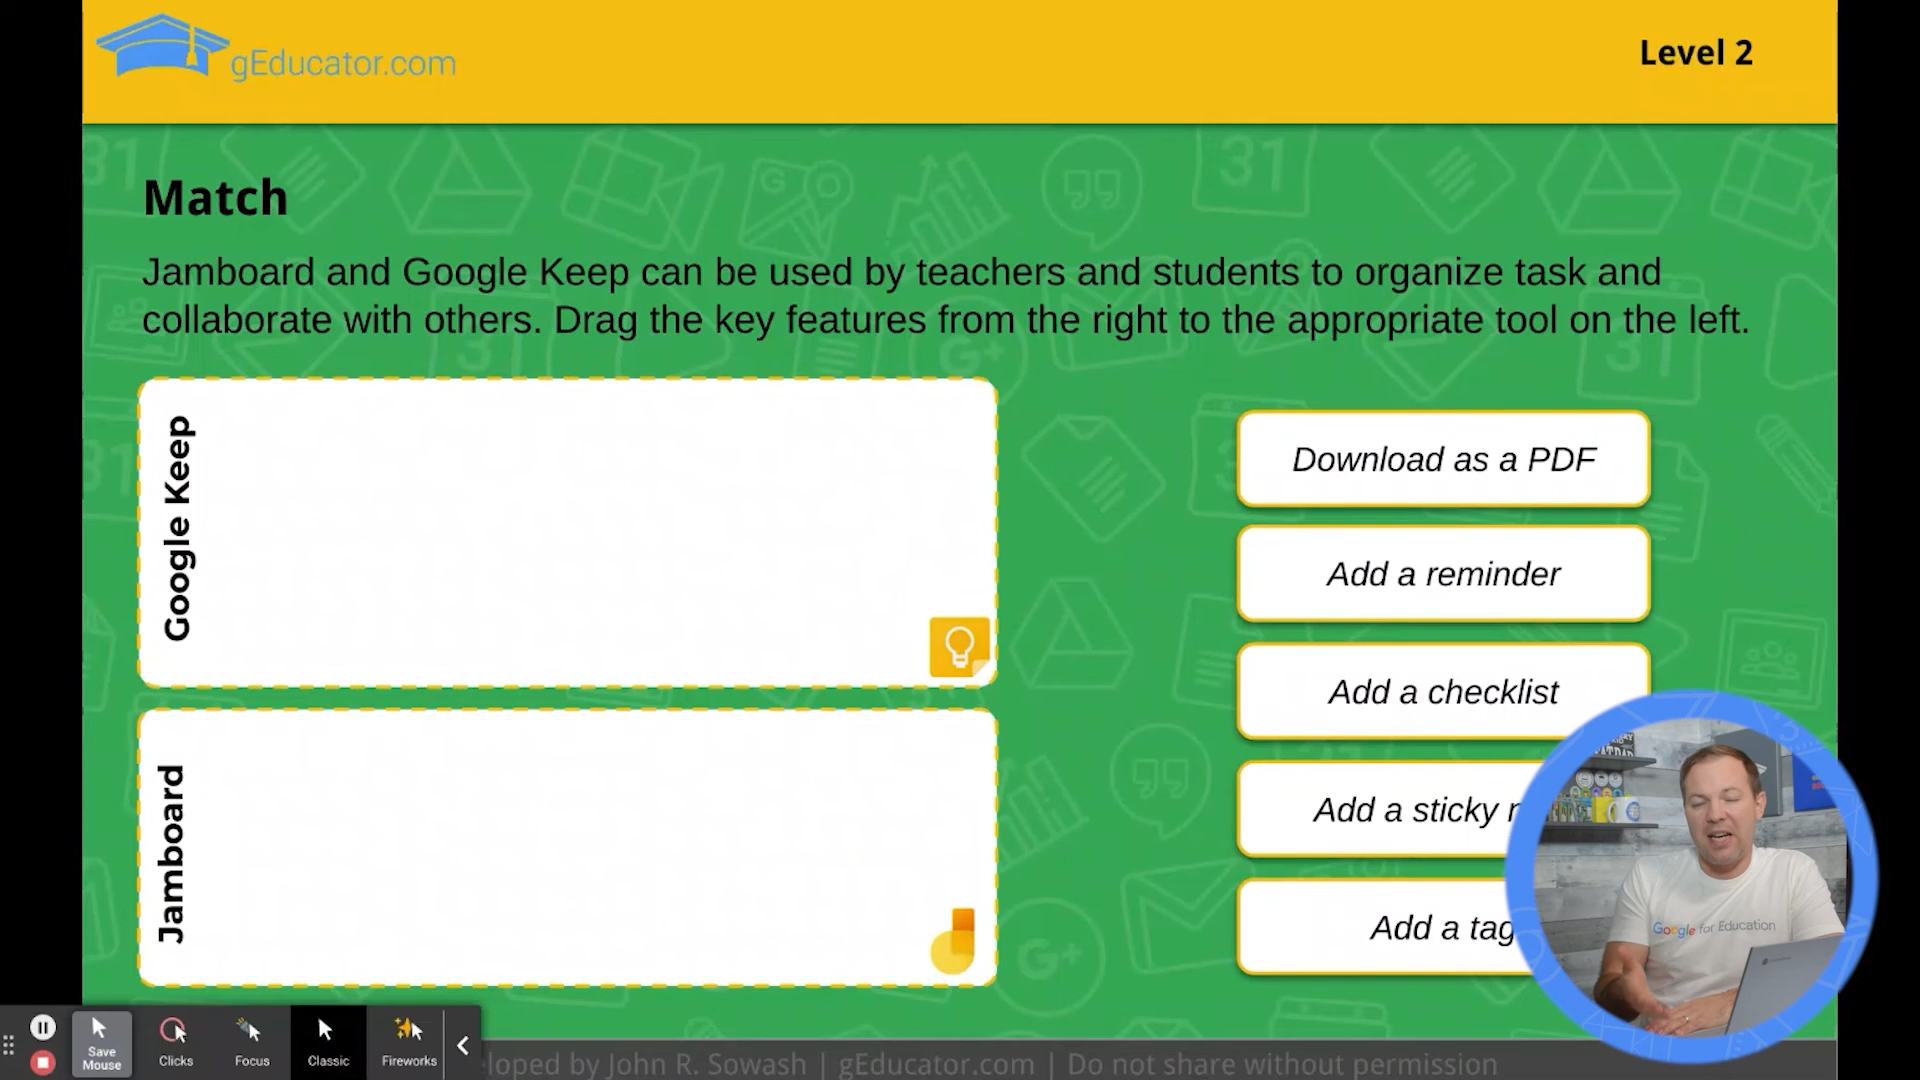 gEducator.com
Level 2
Match
Jamboard and Google Keep can be used by teachers and students to organize task and
collaborate with others. Drag the key features from the right to the appropriate tool on the left.
Google Keep
Jamboard
Download as a PDF
Add a reminder
Add a checklist
Add a sticky
Add a tag
Google for Education
Save
Mouse
Clicks
Focus
Classic
Fireworks
by John R. Sowash | gEducator.com | Do not share without permission